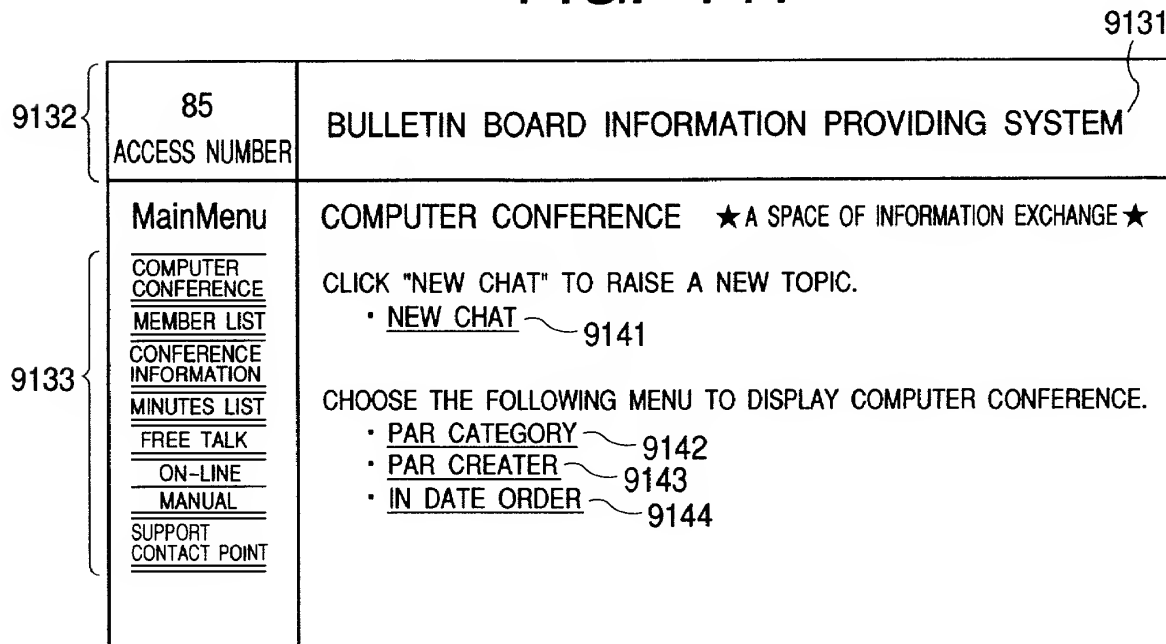 9131
9132
85
ACCESS NUMBER
BULLETIN BOARD INFORMATION PROVIDING SYSTEM
MainMenu
COMPUTER CONFERENCE ★A SPACE OF INFORMATION EXCHANGE★
9133
COMPUTER
CONFERENCE
MEMBER LIST
CONFERENCE
INFORMATION
MINUTES LIST
FREE TALK
ON-LINE
MANUAL
SUPPORT
CONTACT POINT
CLICK "NEW CHAT" TO RAISE A NEW TOPIC.
· NEW CHAT 9141
CHOOSE THE FOLLOWING MENU TO DISPLAY COMPUTER CONFERENCE.
· PAR CATEGORY 9142
· PAR CREATER 9143
· IN DATE ORDER 9144